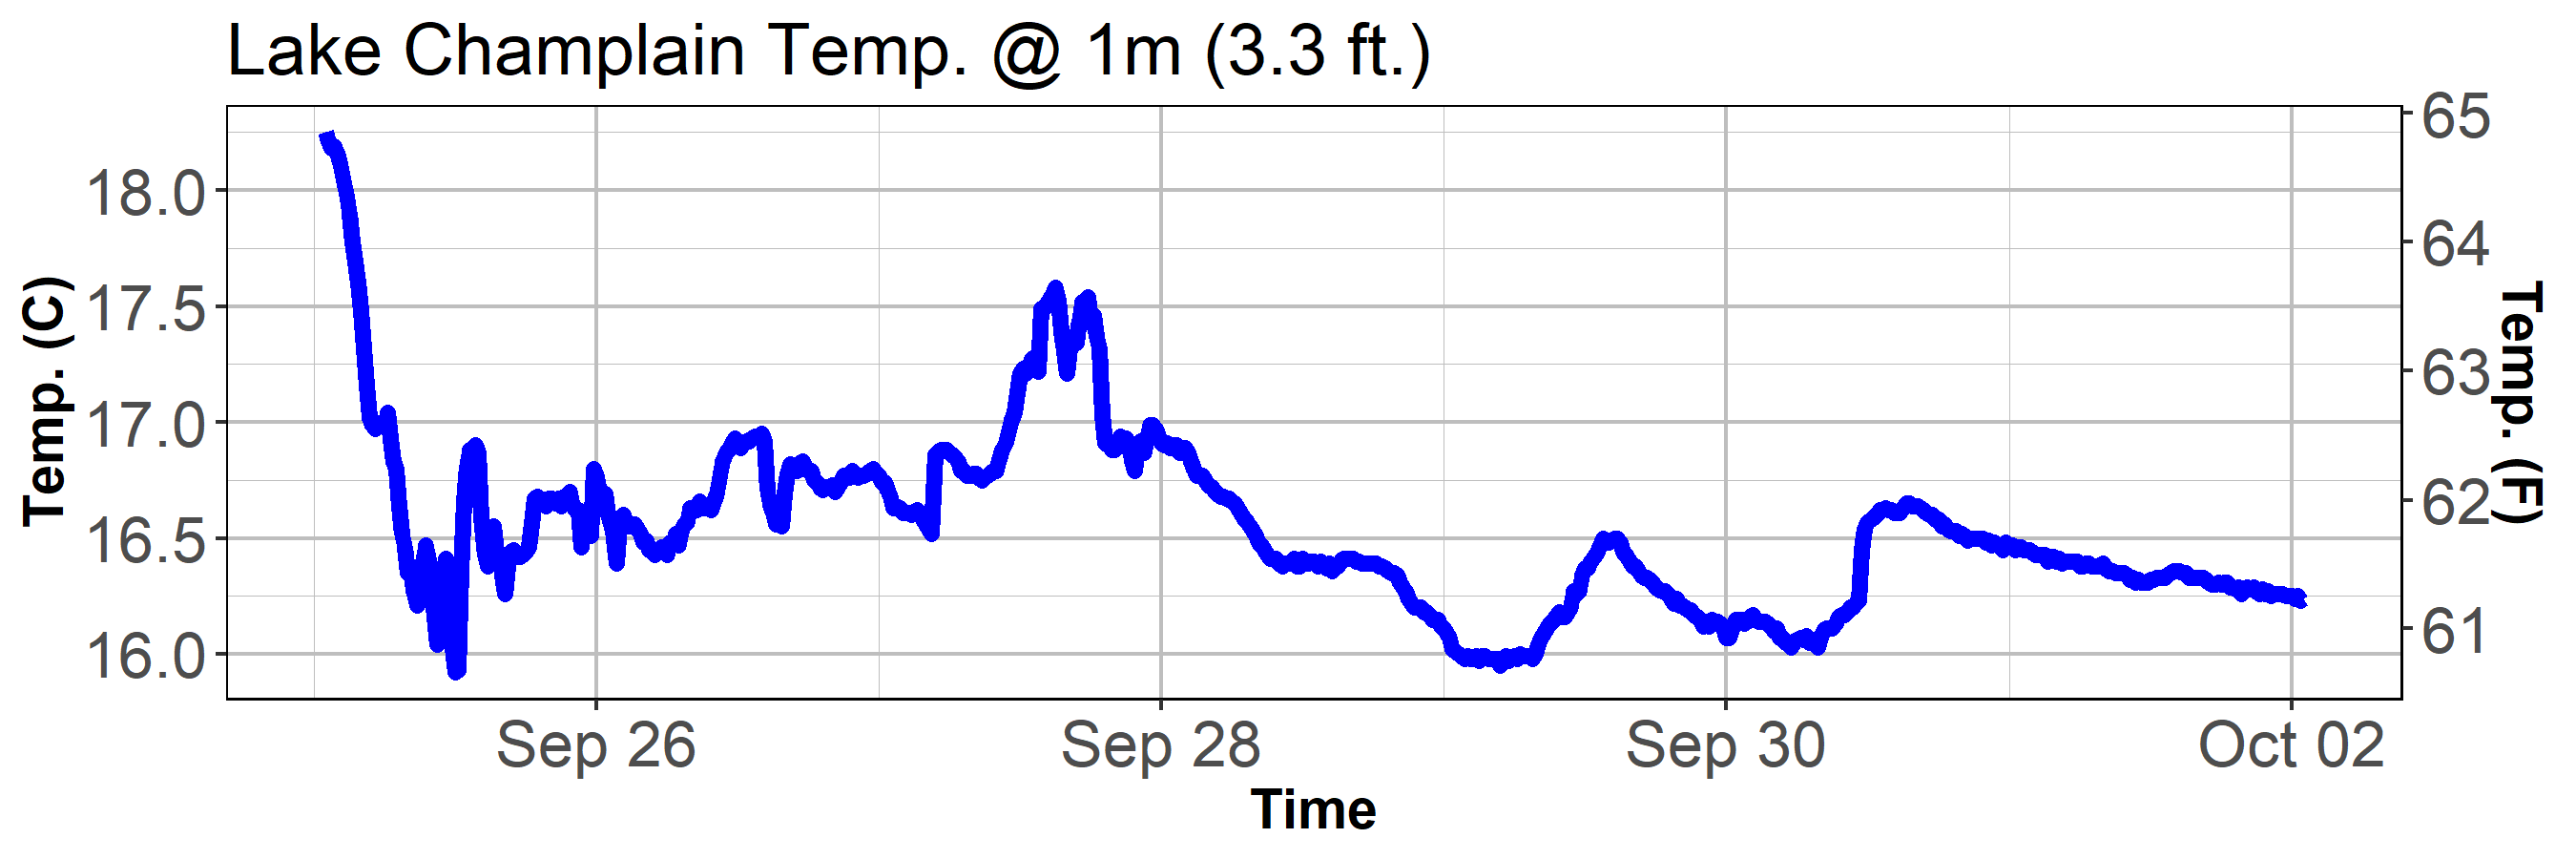 Lake Champlain Temp. @ 1m (3.3 ft.)
Temp. (C)
18.0
17.5
17.0
16.5
16.0
65
64
63
62
61
Temp. (F)
Sep 26 Sep 28 Sep 30 Oct 02
Time